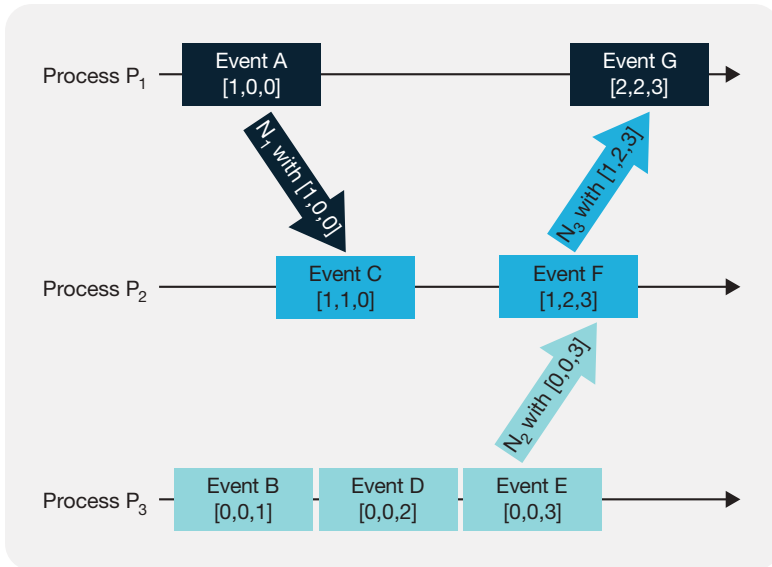 Process P₁
Event A
[1,0,0]
Event G
[2,2,3]
N₁ with [1,0,0]
N₃ with [1,2,3]
Process P₂
Event C
[1,1,0]
Event F
[1,2,3]
N₂ with [0,0,3]
Process P₃
Event B
[0,0,1]
Event D
[0,0,2]
Event E
[0,0,3]